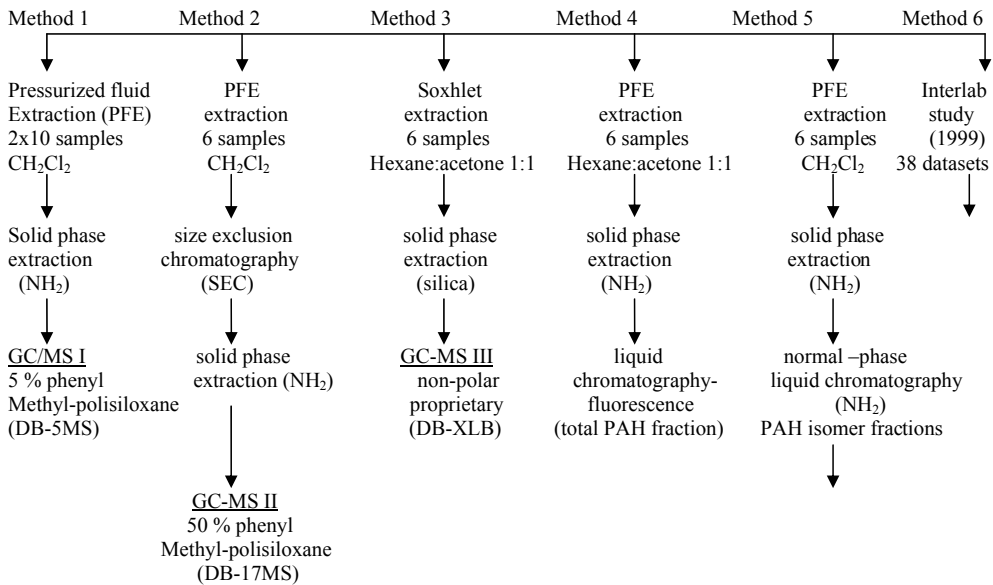 Method 1
Method 2
Method 3
Method 4
Method 5
Method 6
Pressurized fluid
Extraction (PFE)
2x10 samples
CH₂Cl₂
PFE
extraction
6 samples
CH₂Cl₂
Soxhlet
extraction
6 samples
Hexane:acetone 1:1
PFE
extraction
6 samples
Hexane:acetone 1:1
PFE
extraction
6 samples
CH₂Cl₂
Interlab
study
(1999)
38 datasets
Solid phase
extraction
(NH₂)
size exclusion
chromatography
(SEC)
solid phase
extraction
(silica)
solid phase
extraction
(NH₂)
solid phase
extraction
(NH₂)
GC/MS I
5 % phenyl
Methyl-polisiloxane
(DB-5MS)
solid phase
extraction (NH₂)
GC-MS III
non-polar
proprietary
(DB-XLB)
liquid
chromatography-
fluorescence
(total PAH fraction)
normal –phase
liquid chromatography
(NH₂)
PAH isomer fractions
GC-MS II
50 % phenyl
Methyl-polisiloxane
(DB-17MS)